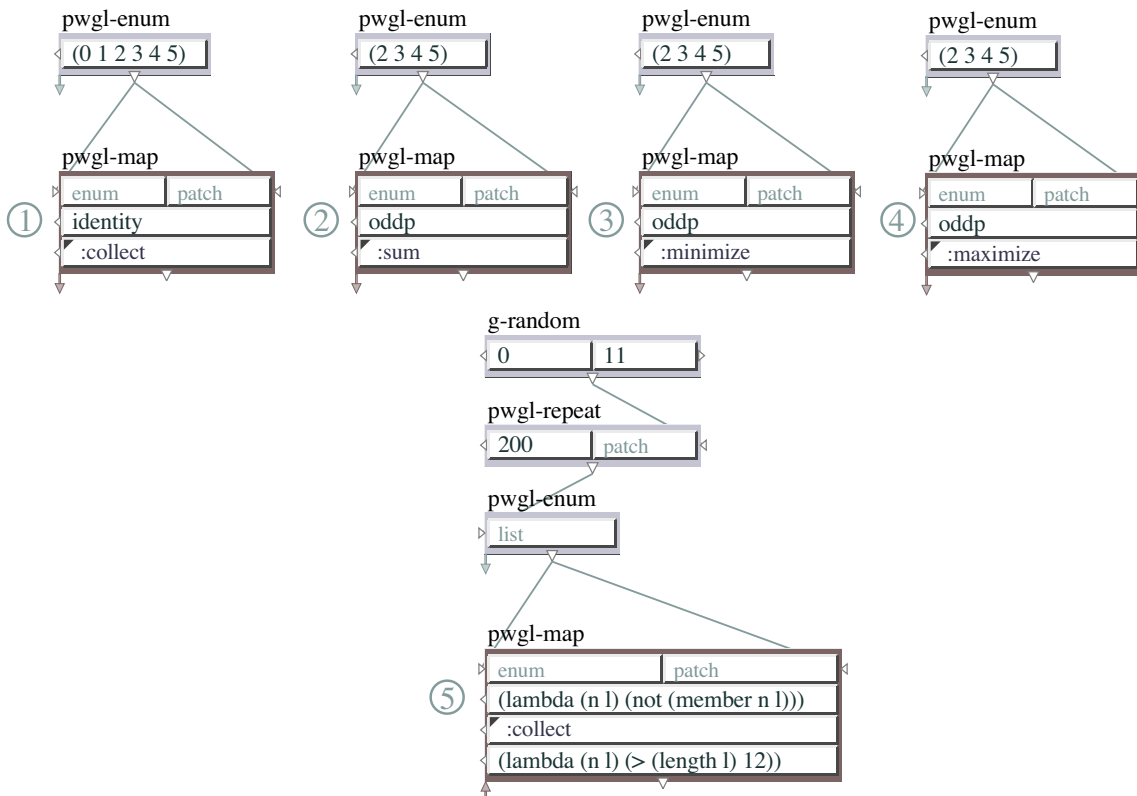 pwgl-enum
(0 1 2 3 4 5)
pwgl-map
enum patch
1 identity
:collect
pwgl-enum
(2 3 4 5)
pwgl-map
enum patch
2 oddp
:sum
pwgl-enum
(2 3 4 5)
pwgl-map
enum patch
3 oddp
:minimize
pwgl-enum
(2 3 4 5)
pwgl-map
enum patch
4 oddp
:maximize
g-random
0 11
pwgl-repeat
200 patch
pwgl-enum
list
pwgl-map
enum patch
5 (lambda (n l) (not (member n l)))
:collect
(lambda (n l) (> (length l) 12))